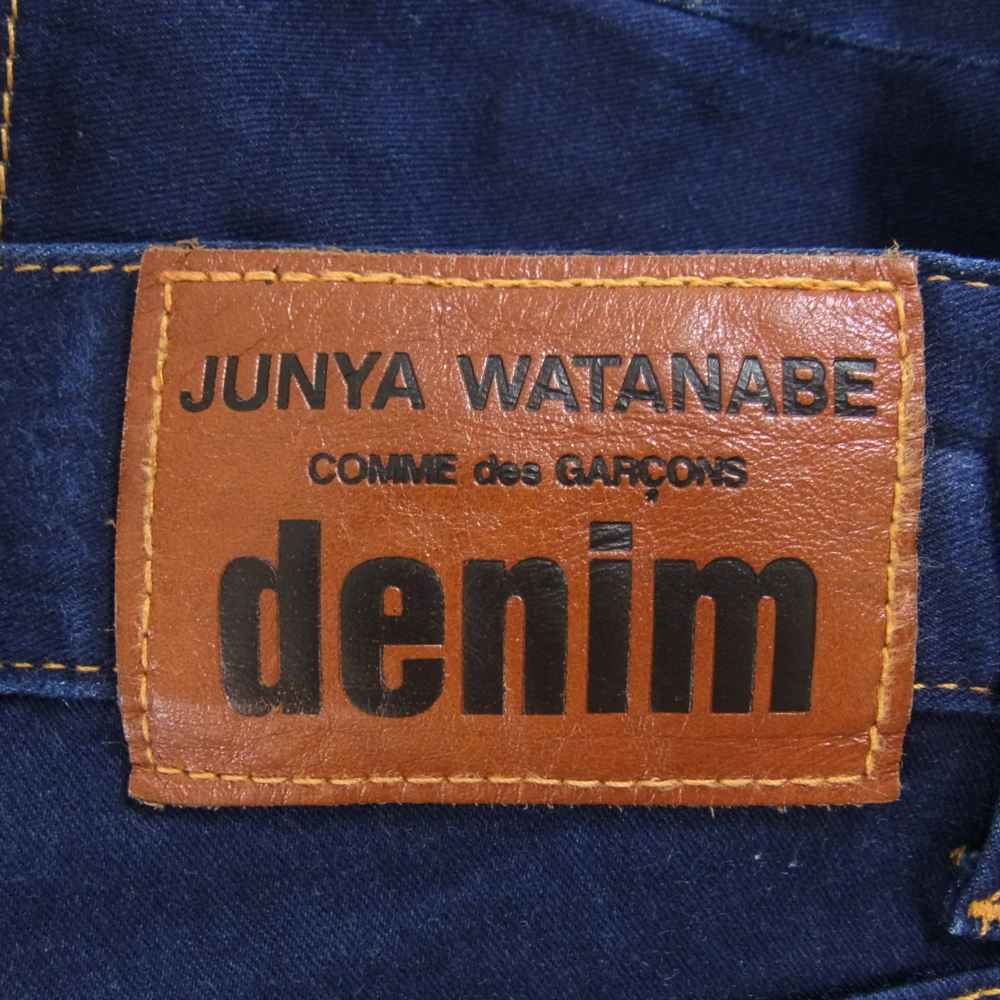 JUNYA WATANABE
COMME des GARÇONS
denim